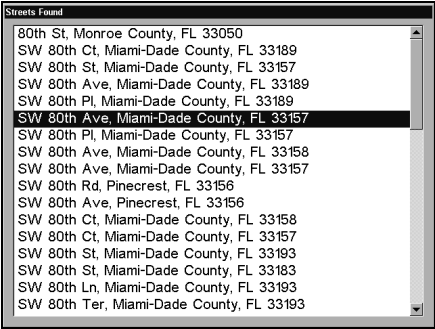 Streets Found
80th St, Monroe County, FL 33050
SW 80th Ct, Miami-Dade County, FL 33189
SW 80th St, Miami-Dade County, FL 33157
SW 80th Ave, Miami-Dade County, FL 33189
SW 80th Pl, Miami-Dade County, FL 33189
SW 80th Ave, Miami-Dade County, FL 33157
SW 80th Pl, Miami-Dade County, FL 33157
SW 80th Ave, Miami-Dade County, FL 33158
SW 80th Ave, Miami-Dade County, FL 33157
SW 80th Rd, Pinecrest, FL 33156
SW 80th Ave, Pinecrest, FL 33156
SW 80th Ct, Miami-Dade County, FL 33158
SW 80th Ct, Miami-Dade County, FL 33157
SW 80th St, Miami-Dade County, FL 33193
SW 80th St, Miami-Dade County, FL 33183
SW 80th Ln, Miami-Dade County, FL 33193
SW 80th Ter, Miami-Dade County, FL 33193